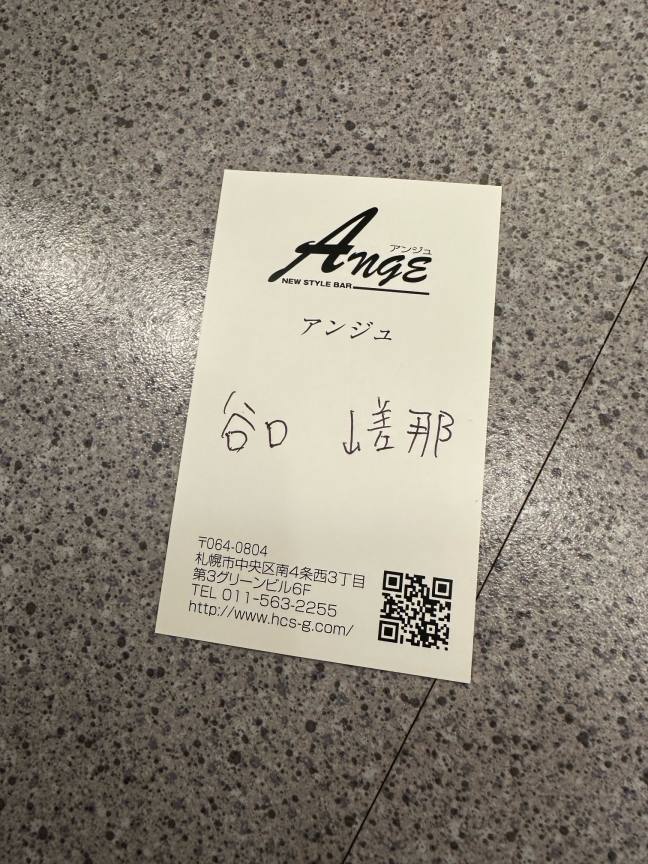 ANGE
アンジュ
NEW STYLE BAR
アンジュ
谷口 嵯那
〒064-0804
札幌市中央区南4条西3丁目
第3グリーンビル6F
TEL 011-563-2255
http://www.hcs-g.com/